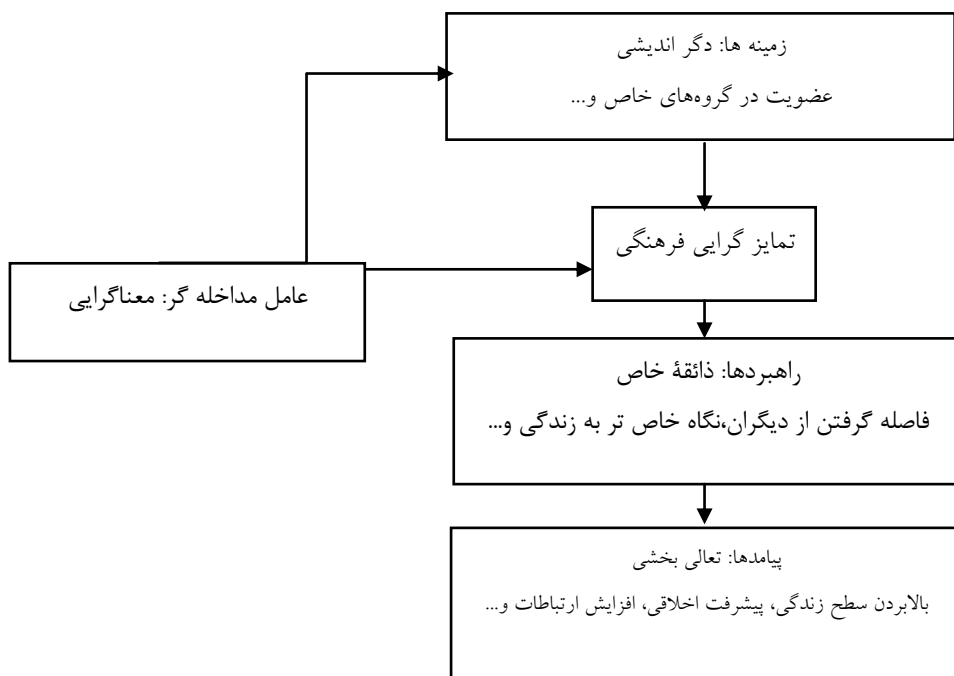 زمینه ها: دگر اندیشی
عضویت در گروه‌های خاص و...
تمایز گرایی فرهنگی
عامل مداخله گر: معناگرایی
راهبردها: ذائقۀ خاص
فاصله گرفتن از دیگران،نگاه خاص تر به زندگی و...
پیامدها: تعالی بخشی
بالابردن سطح زندگی، پیشرفت اخلاقی، افزایش ارتباطات و...